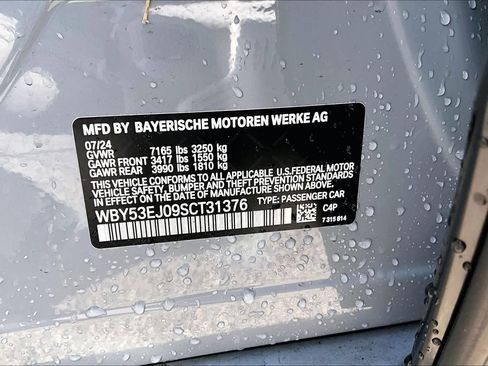 MFD BY BAYERISCHE MOTOREN WERKE AG
07/24
GVWR 7165 lbs 3250 kg
GAWR FRONT 3417 lbs 1550 kg
GAWR REAR 3990 lbs 1810 kg
THIS VEHICLE CONFORMS TO ALL APPLICABLE U.S. FEDERAL MOTOR
VEHICLE SAFETY, BUMPER, AND THEFT PREVENTION STANDARDS IN
EFFECT ON THE DATE OF MANUFACTURE SHOWN ABOVE.
WBY53EJ09SCT31376 TYPE: PASSENGER CAR
C4P
7 315 814